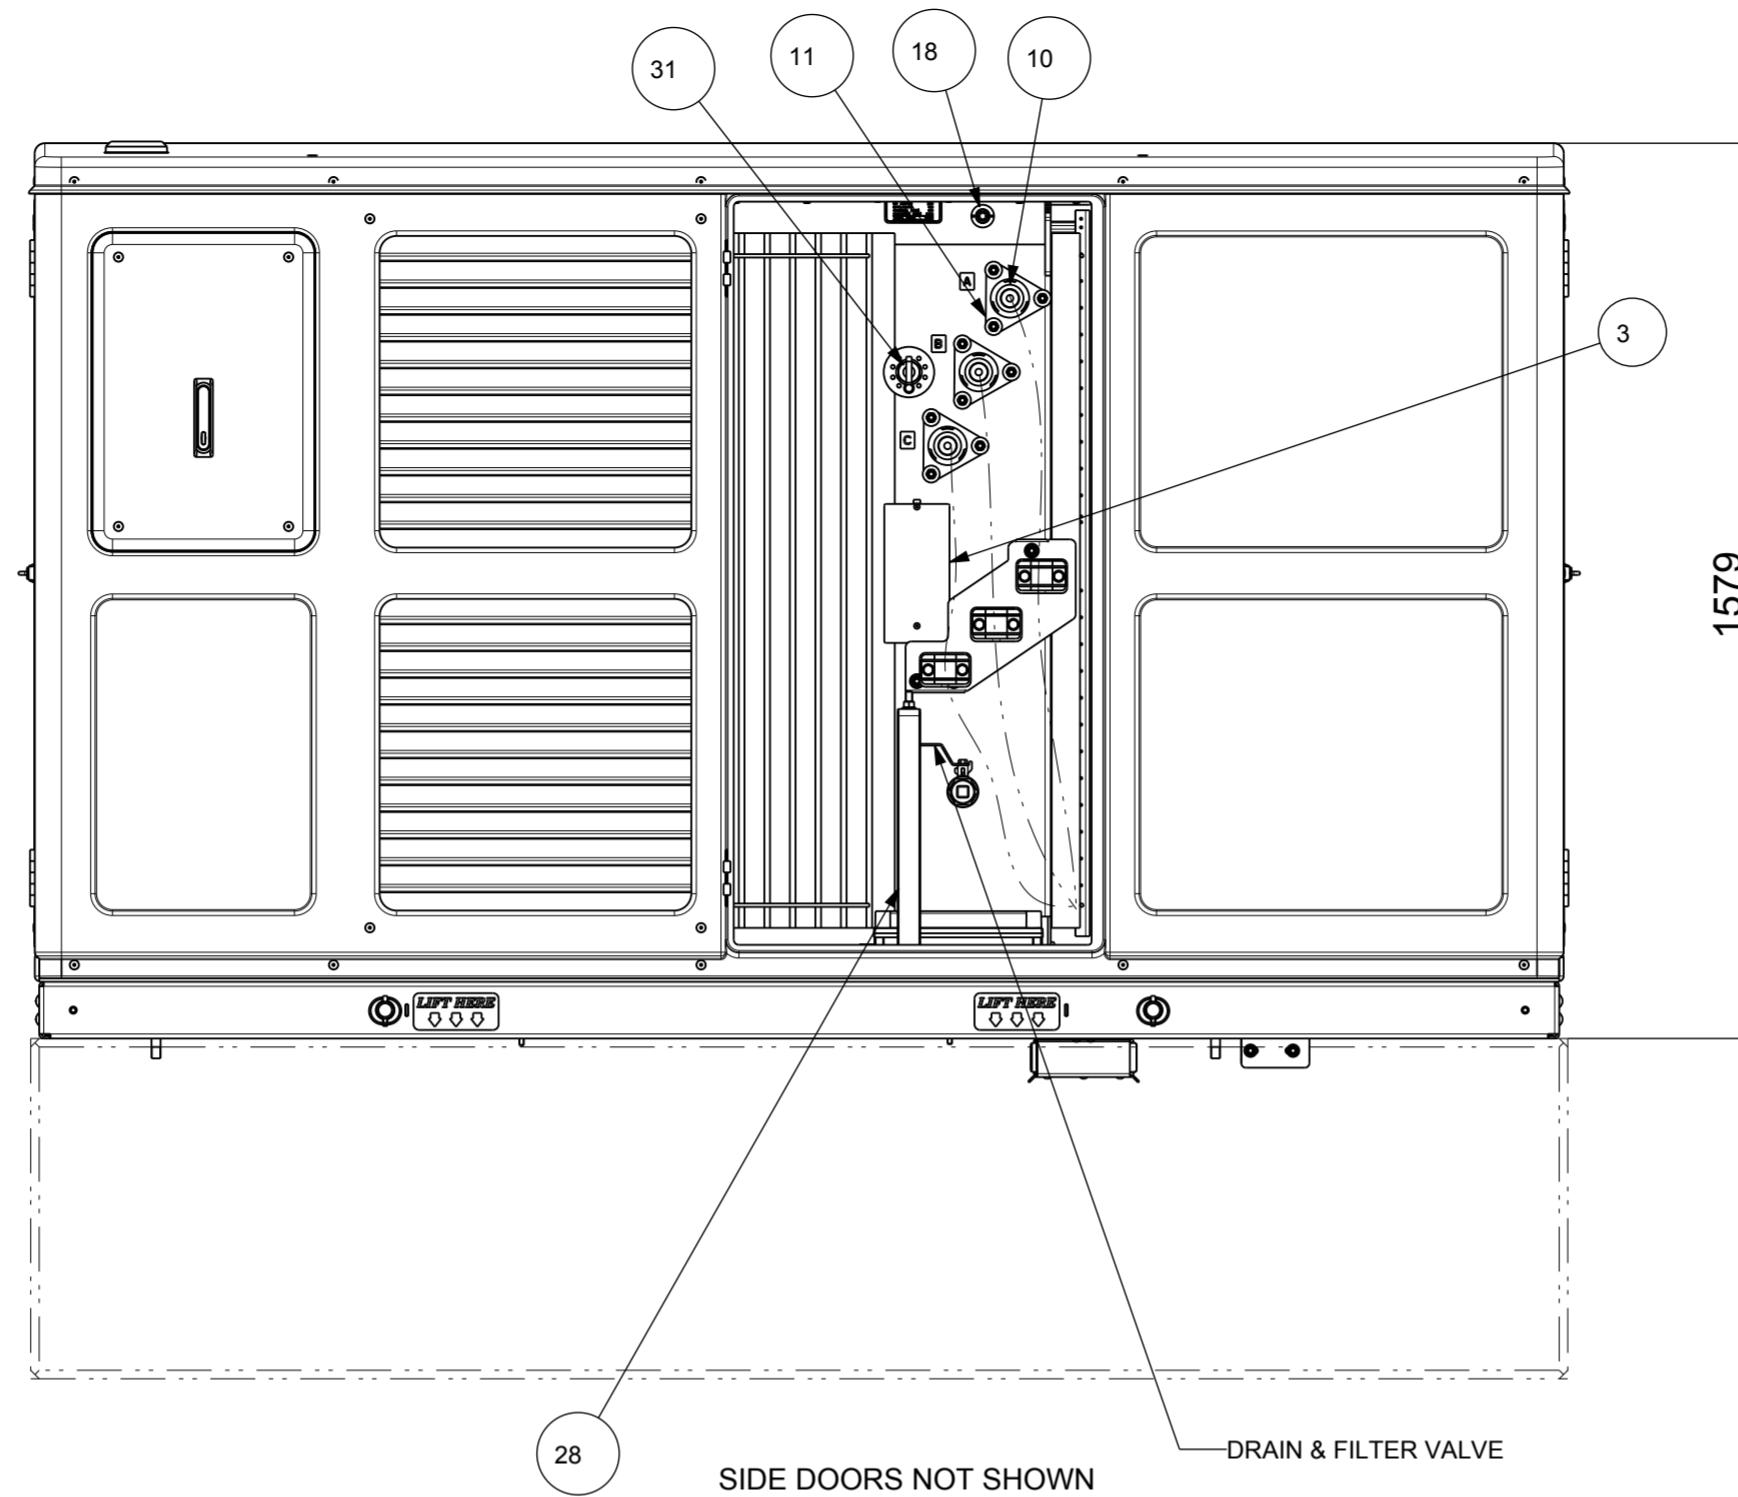 31
11
18
10
A
3
B
C
1579
LIFT HERE
LIFT HERE
28
DRAIN & FILTER VALVE
SIDE DOORS NOT SHOWN